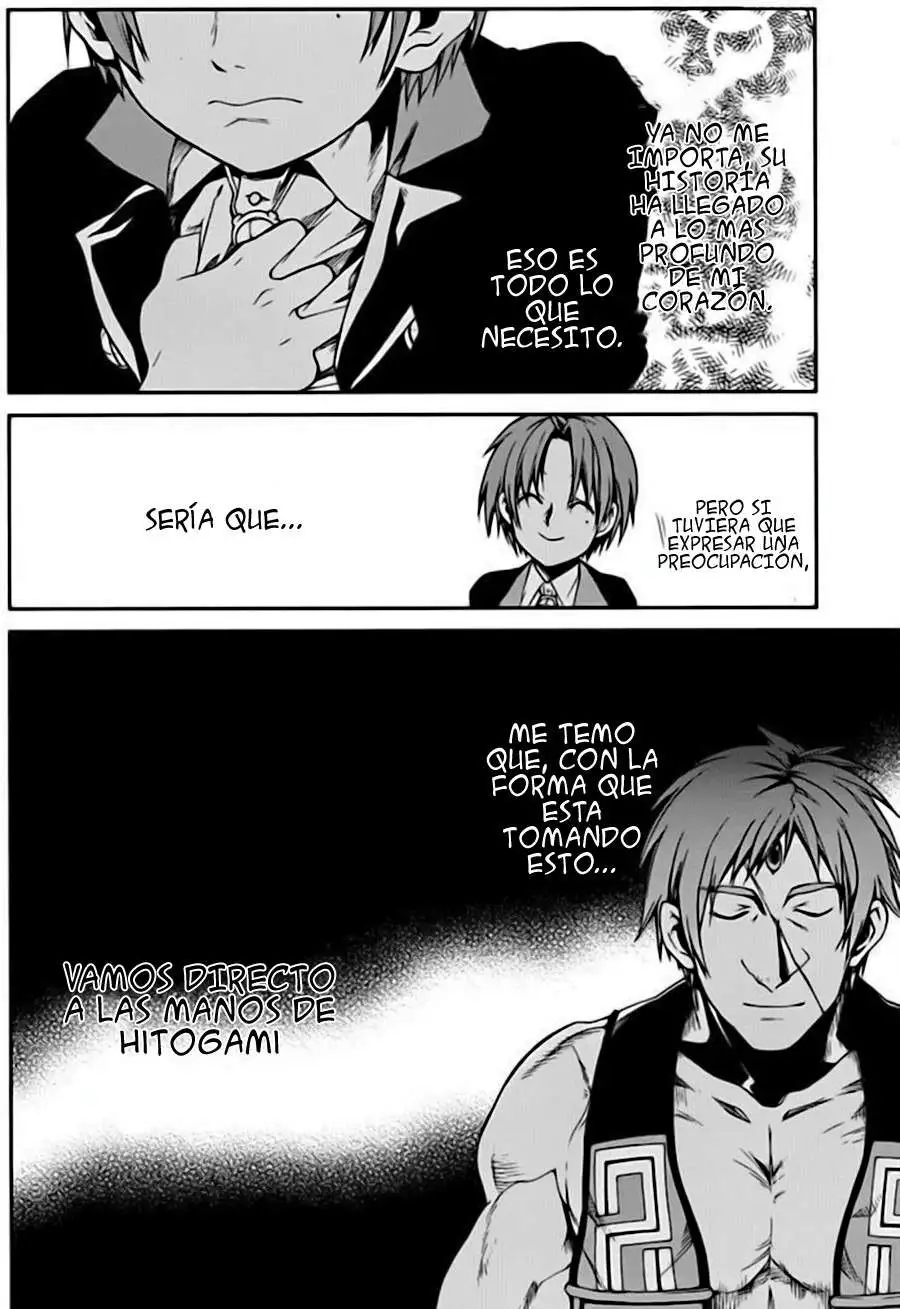 YA NO ME
IMPORTA, SU
HISTORÍA
HA LLEGADO
A LO MAS
PROFUNDO
DE MI
CORAZÓN.
ESO ES
TODO LO
QUE
NECESITO.
PERO SI
TUVIERA QUE
EXPRESAR UNA
PREOCUPACIÓN,
SERÍA QUE...
ME TEMO
QUE, CON LA
FORMA QUE
ESTA
TOMANDO
ESTO...
VAMOS DIRECTO
A LAS MANOS DE
HITOGAMI